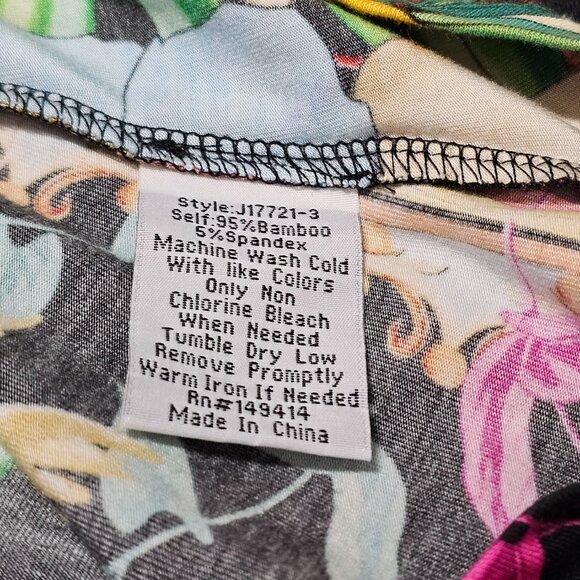 Style:J17721-3
Self:95%Bamboo
5%Spandex
Machine Wash Cold
With like Colors
Only Non
Chlorine Bleach
When Needed
Tumble Dry Low
Remove Promptly
Warm Iron If Needed
Rn#149414
Made In China